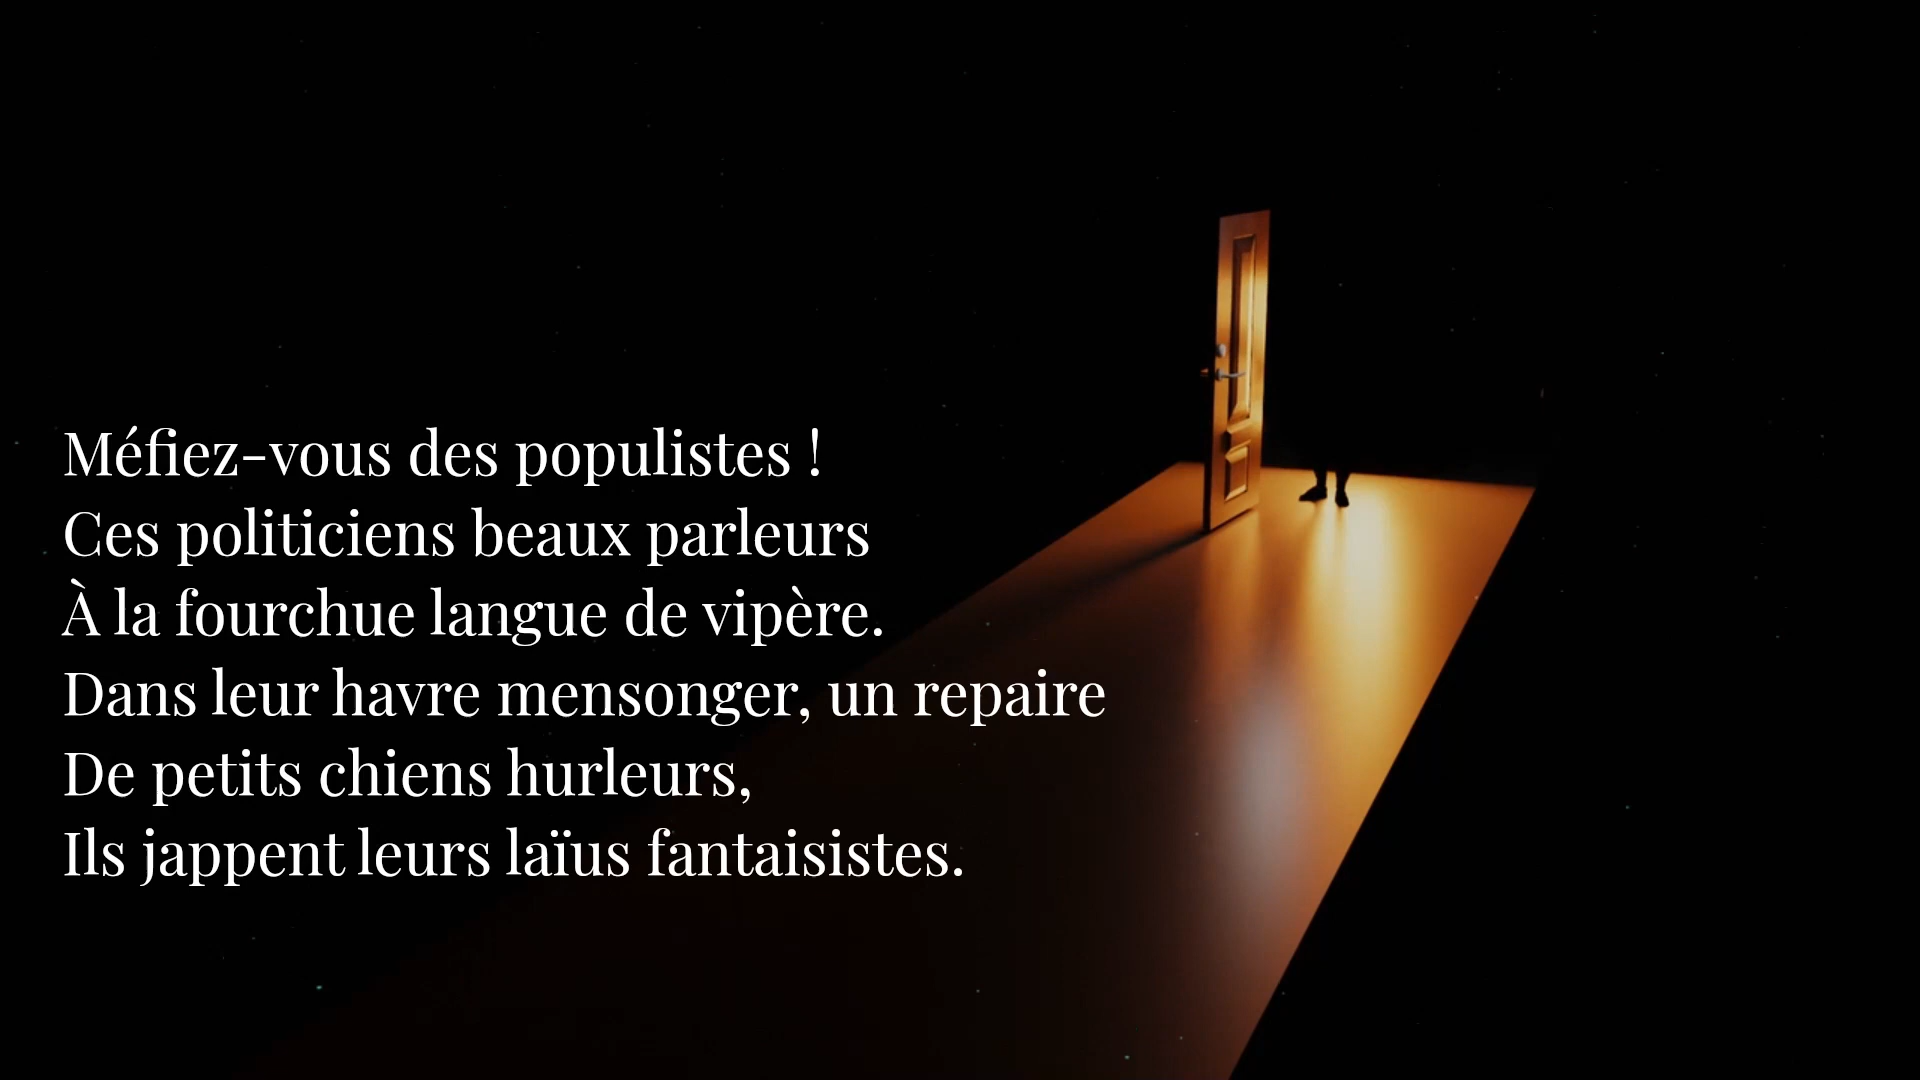 Méfiez-vous des populistes !
Ces politiciens beaux parleurs
À la fourchue langue de vipère.
Dans leur havre mensonger, un repaire
De petits chiens hurleurs,
Ils jappent leurs laïus fantaisistes.